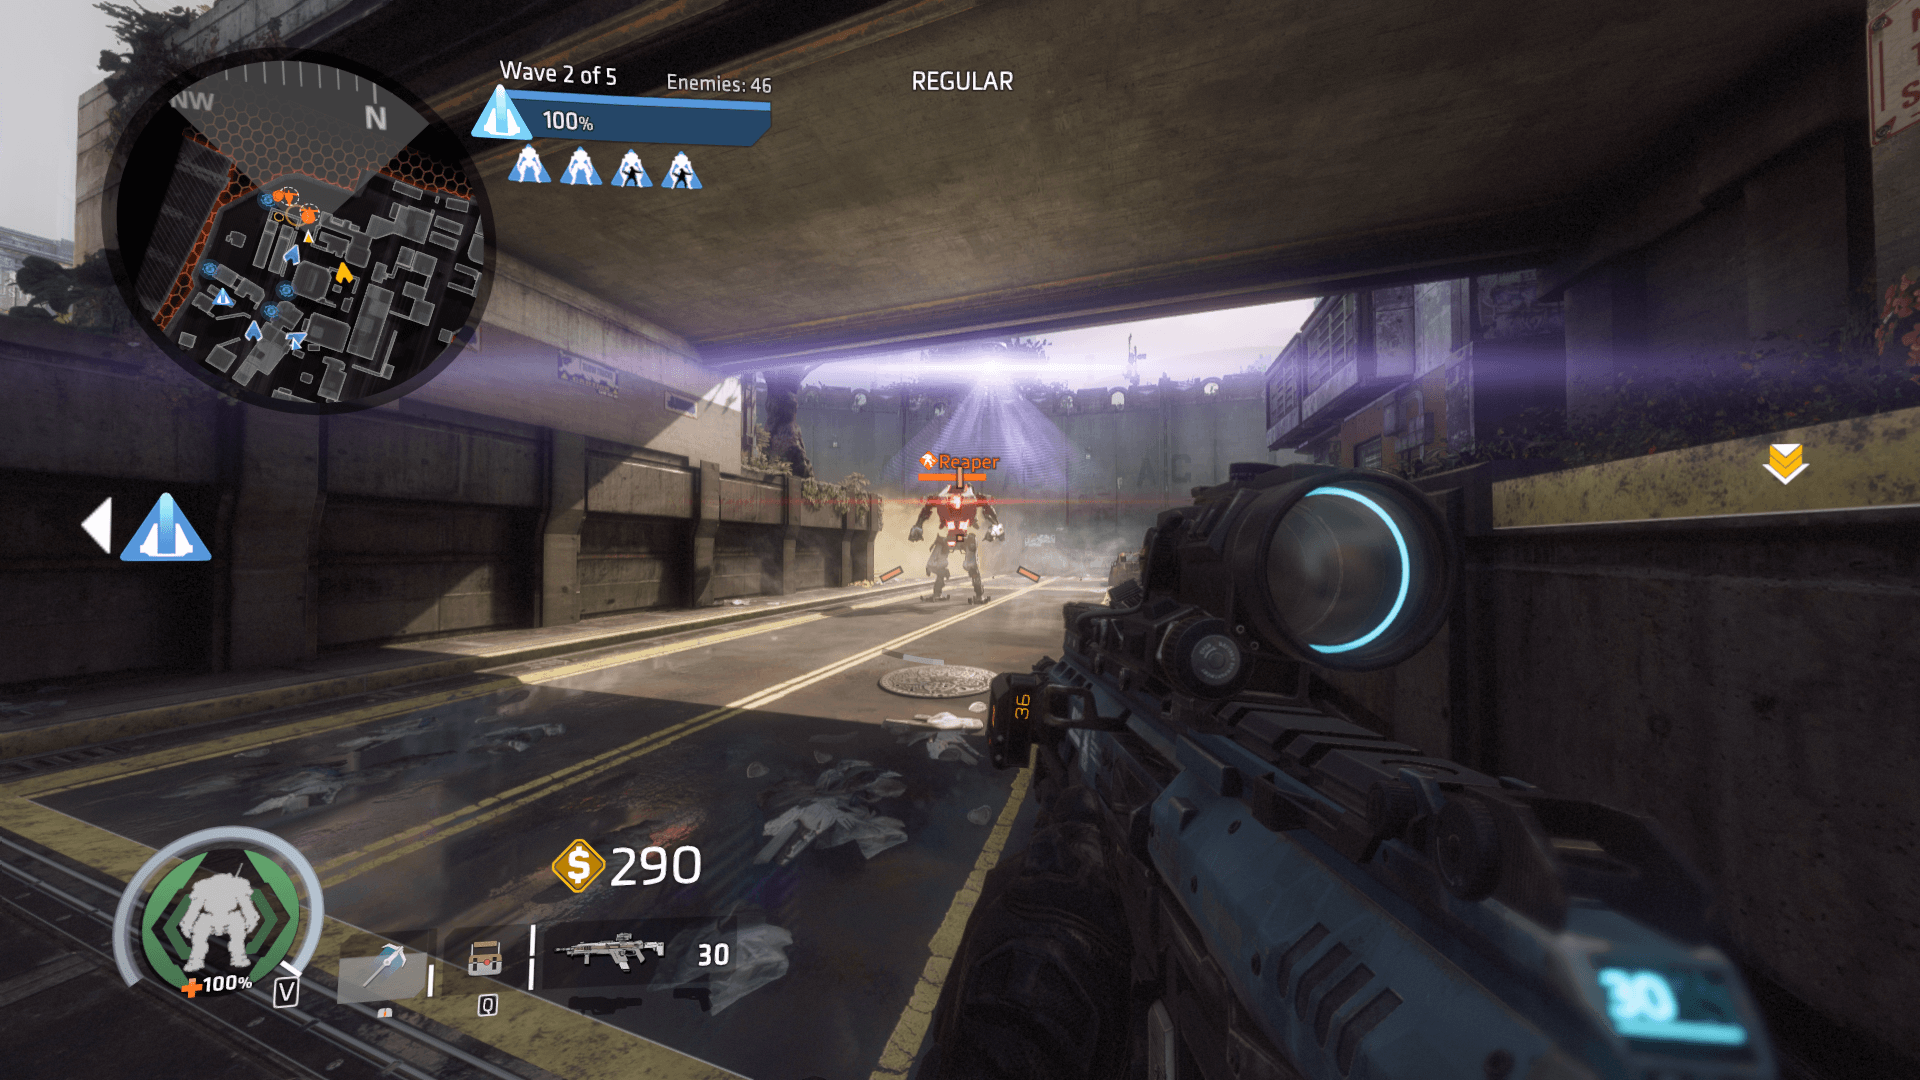 NW
N
Wave 2 of 5
Enemies: 46
REGULAR
100%
Reaper
36
$ 290
+100%
V
Q
30
30